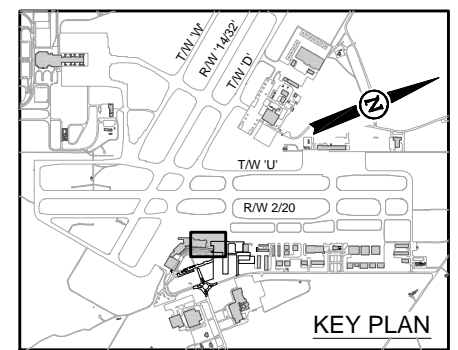 T/W 'W'
R/W '14/32'
T/W 'D'
N
T/W 'U'
R/W 2/20
KEY PLAN